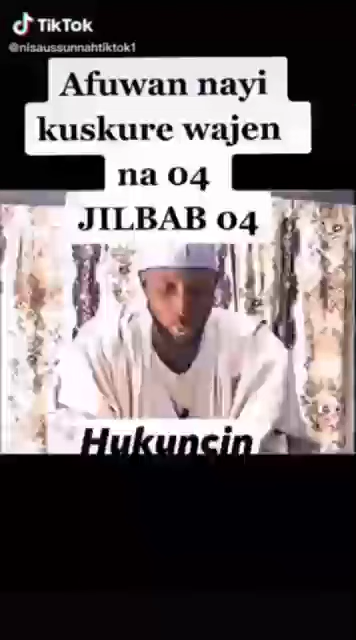 TikTok
@nisaussunnahtiktok1
Afuwan nayi
kuskure wajen
na 04
JILBAB 04
Hukuncin